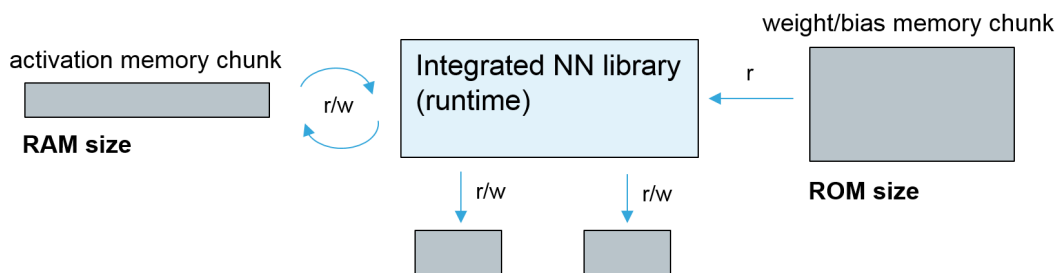 weight/bias memory chunk
activation memory chunk
Integrated NN library
(runtime)
r
r/w
RAM size
ROM size
r/w
r/w